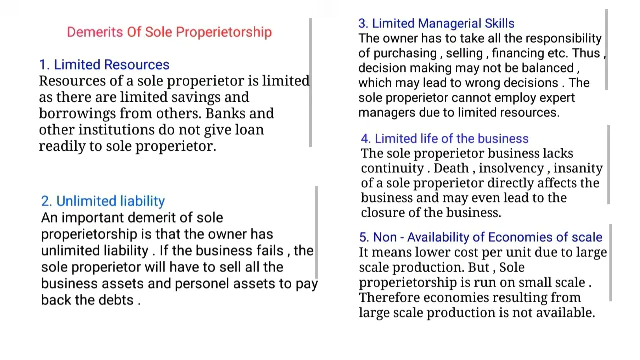 Demerits Of Sole Properietorship
1. Limited Resources
Resources of a sole properietor is limited
as there are limited savings and
borrowings from others. Banks and
other institutions do not give loan
readily to sole properietor.
2. Unlimited liability
An important demerit of sole
properietorship is that the owner has
unlimited liability . If the business fails , the
sole properietor will have to sell all the
business assets and personel assets to pay
back the debts .
3. Limited Managerial Skills
The owner has to take all the responsibility
of purchasing , selling , financing etc. Thus ,
decision making may not be balanced ,
which may lead to wrong decisions . The
sole properietor cannot employ expert
managers due to limited resources.
4. Limited life of the business
The sole properietor business lacks
continuity . Death , insolvency , insanity
of a sole properietor directly affects the
business and may even lead to the
closure of the business.
5. Non - Availability of Economies of scale
It means lower cost per unit due to large
scale production. But , Sole
properietorship is run on small scale .
Therefore economies resulting from
large scale production is not available.